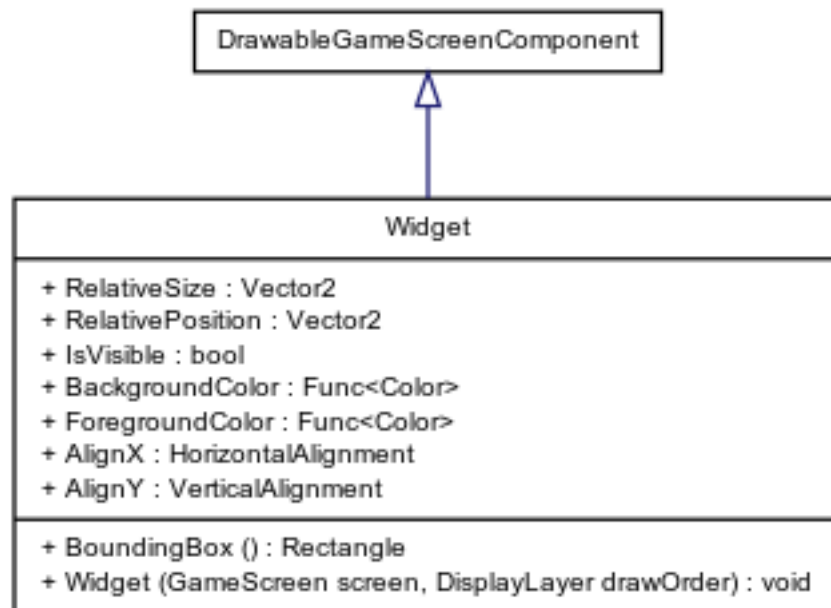 DrawableGameScreenComponent
Widget
+ RelativeSize : Vector2
+ RelativePosition : Vector2
+ IsVisible : bool
+ BackgroundColor : Func<Color>
+ ForegroundColor : Func<Color>
+ AlignX : HorizontalAlignment
+ AlignY : VerticalAlignment
+ BoundingBox () : Rectangle
+ Widget (GameScreen screen, DisplayLayer drawOrder) : void